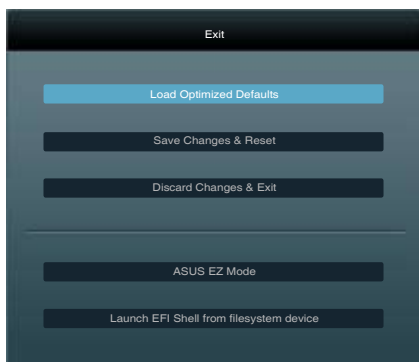 Exit
Load Optimized Defaults
Save Changes & Reset
Discard Changes & Exit
ASUS EZ Mode
Launch EFI Shell from filesystem device